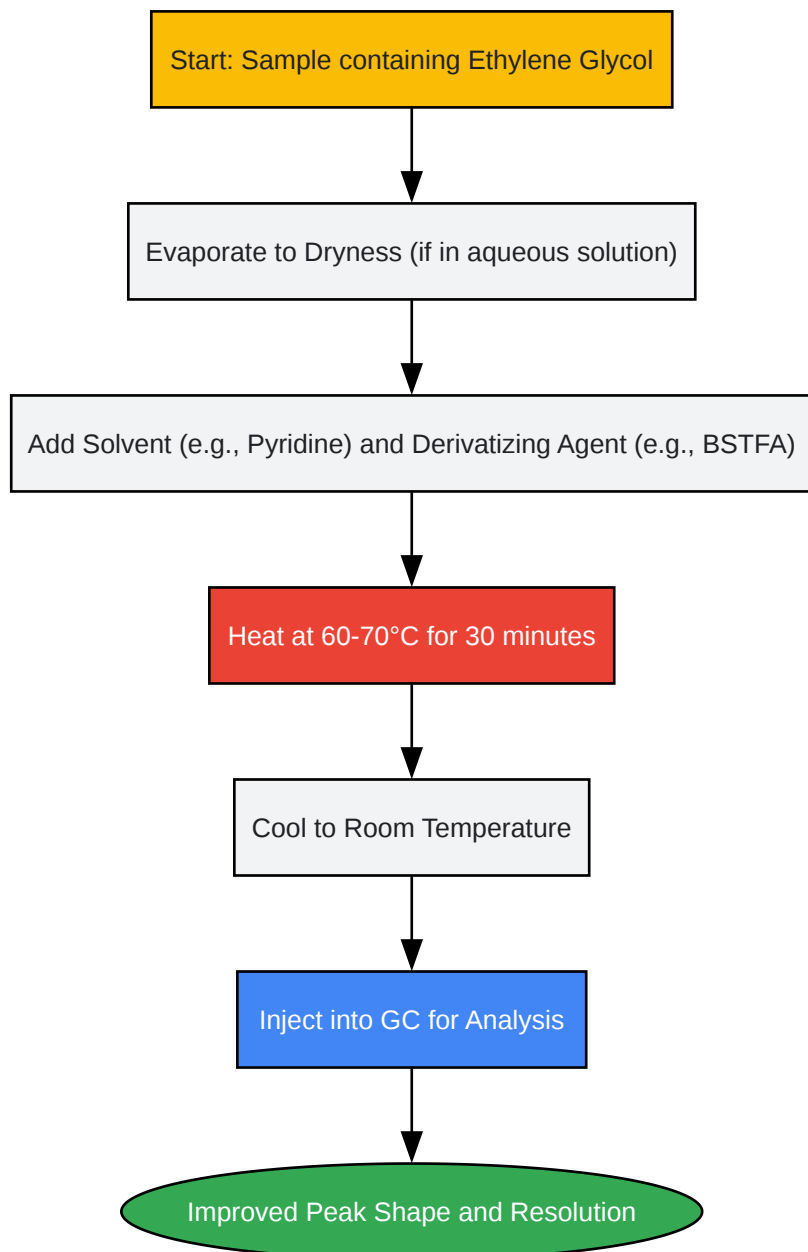 Start: Sample containing Ethylene Glycol
Evaporate to Dryness (if in aqueous solution)
Add Solvent (e.g., Pyridine) and Derivatizing Agent (e.g., BSTFA)
Heat at 60-70°C for 30 minutes
Cool to Room Temperature
Inject into GC for Analysis
Improved Peak Shape and Resolution